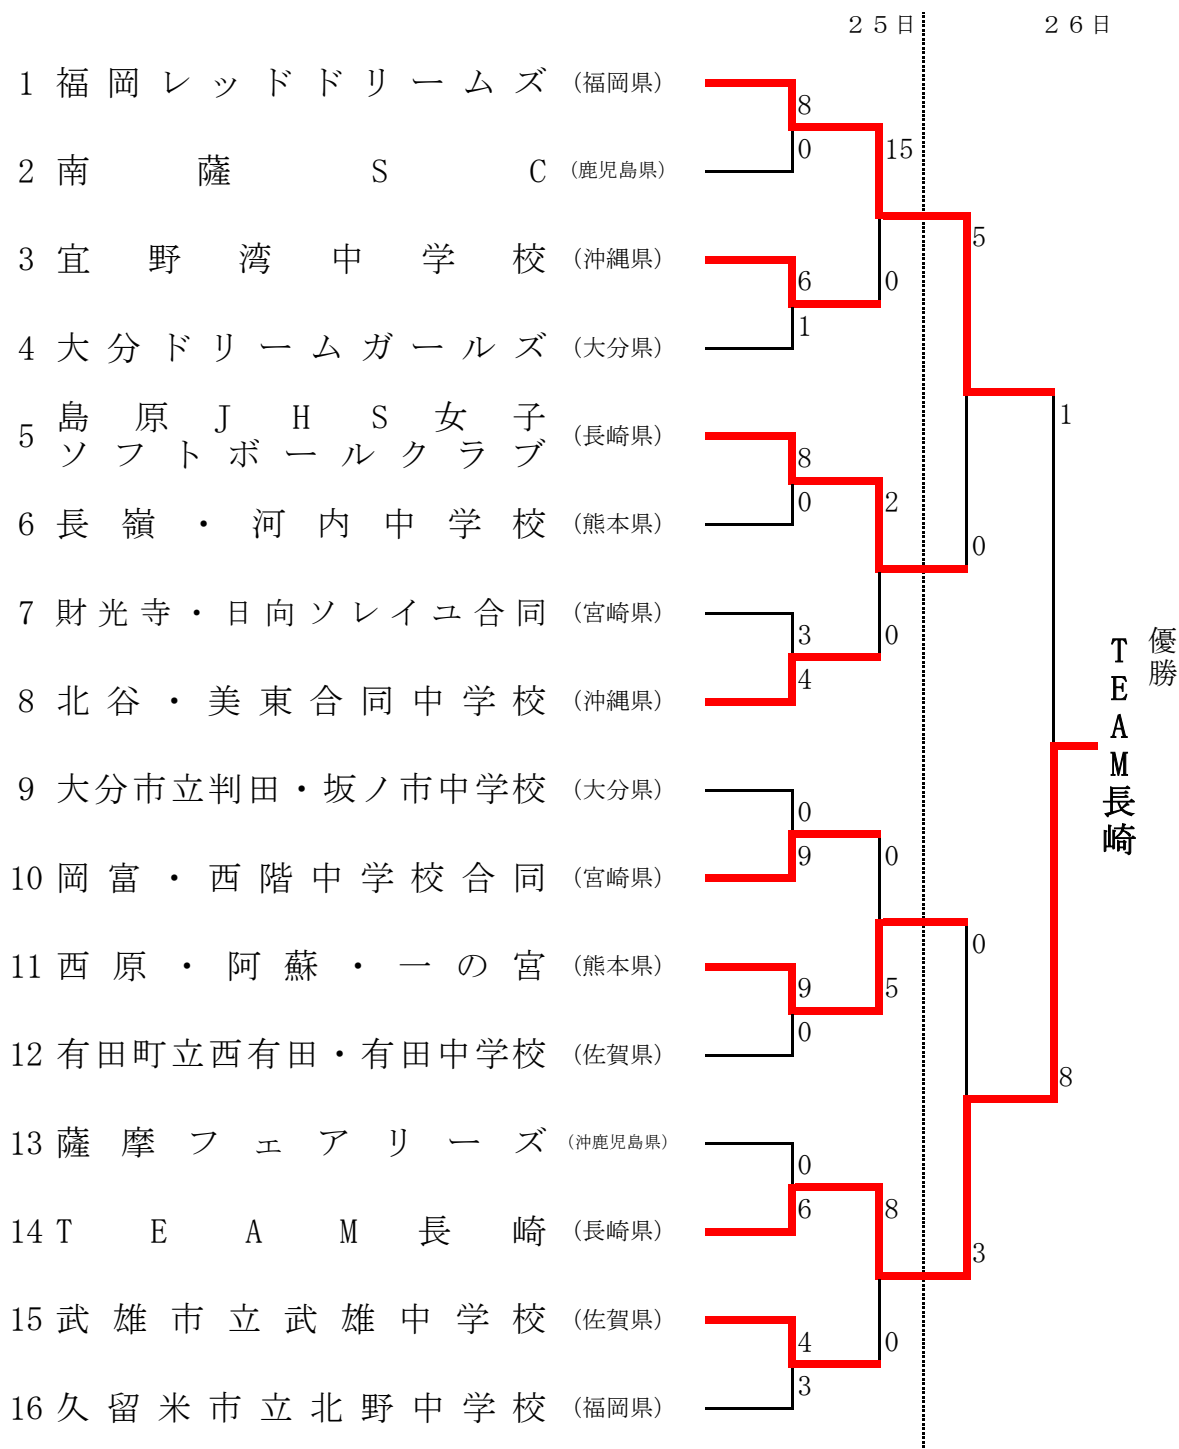 ２５日 ２６日
1 福岡レッドドリームズ (福岡県)
8
0
15
2 南薩SC (鹿児島県)
5
3 宜野湾中学校 (沖縄県)
6
0
1
4 大分ドリームガールズ (大分県)
1
5 島原JHS女子ソフトボールクラブ (長崎県)
8
0
2
6 長嶺・河内中学校 (熊本県)
0
7 財光寺・日向ソレイユ合同 (宮崎県)
3
0
4
8 北谷・美東合同中学校 (沖縄県)
優勝
TEAM長崎
9 大分市立判田・坂ノ市中学校 (大分県)
0
9
0
10 岡富・西階中学校合同 (宮崎県)
0
11 西原・阿蘇・一の宮 (熊本県)
9
5
0
12 有田町立西有田・有田中学校 (佐賀県)
8
13 薩摩フェアリーズ (沖鹿児島県)
0
6
8
14 TEAM長崎 (長崎県)
3
15 武雄市立武雄中学校 (佐賀県)
4
0
3
16 久留米市立北野中学校 (福岡県)